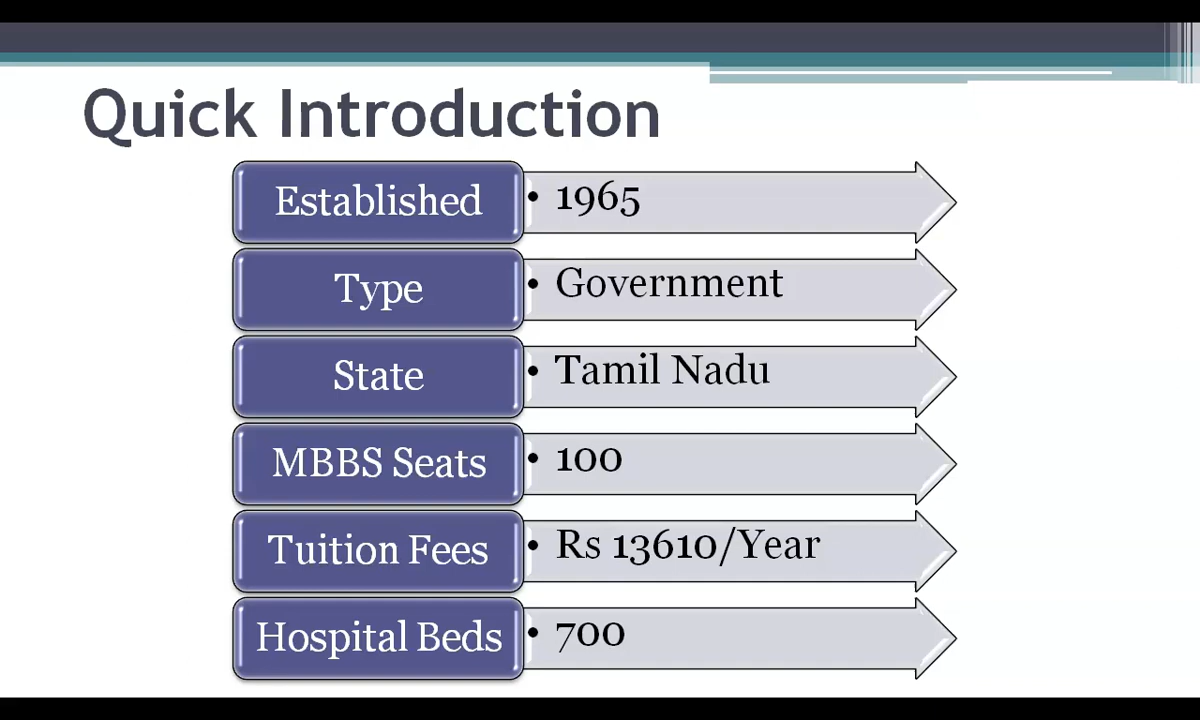 Quick Introduction
Established
• 1965
Type
• Government
State
• Tamil Nadu
MBBS Seats
• 100
Tuition Fees
• Rs 13610/Year
Hospital Beds
• 700